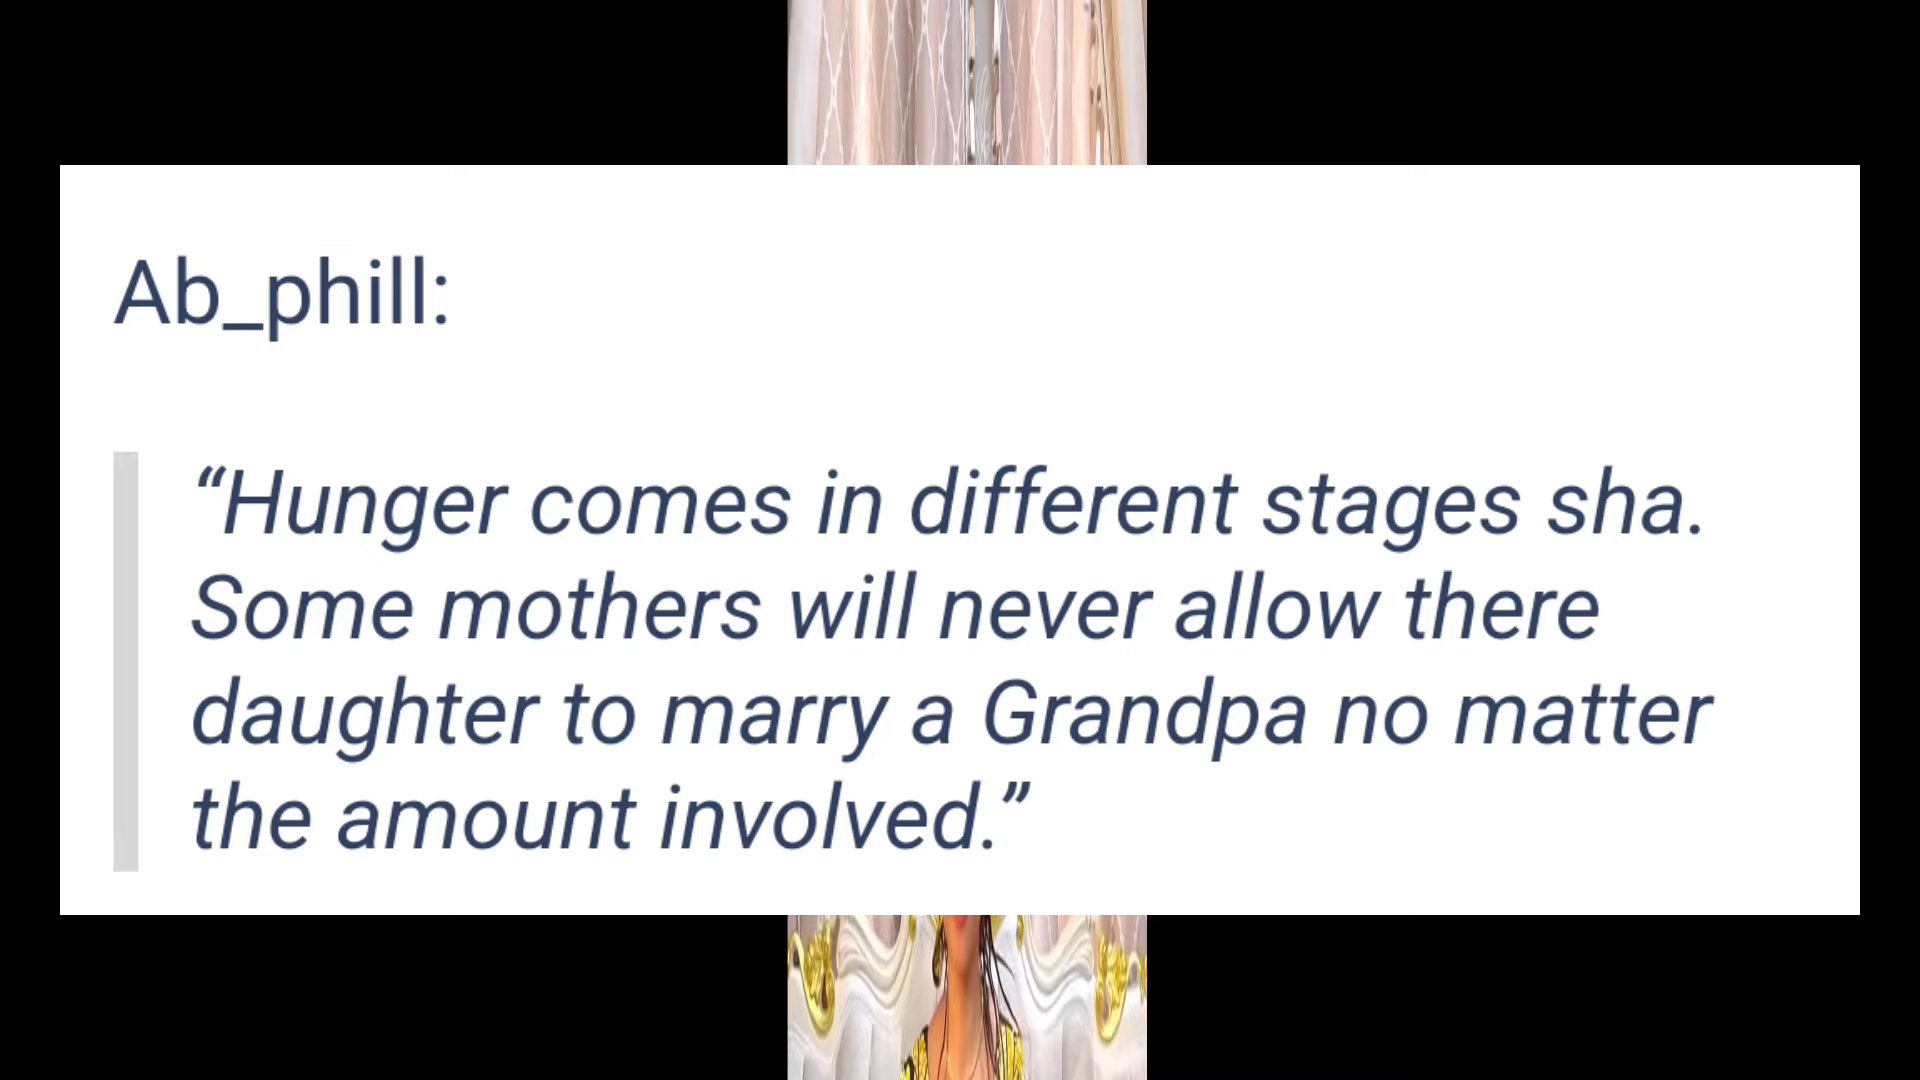 Ab_phill:
“Hunger comes in different stages sha.
Some mothers will never allow there
daughter to marry a Grandpa no matter
the amount involved.”